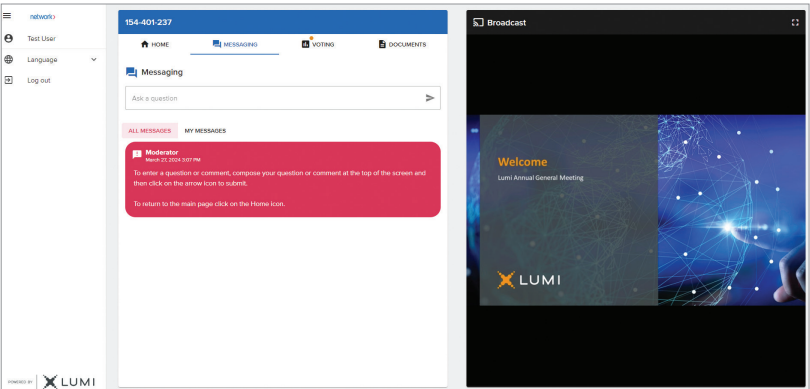 networx
Test User
Language
Log out
POWERED BY
LUMI
154-401-237
HOME
MESSAGING
VOTING
DOCUMENTS
Messaging
Ask a question
ALL MESSAGES
MY MESSAGES
Moderator
March 27, 2024 3:07 PM
To enter a question or comment, compose your question or comment at the top of the screen and
then click on the arrow icon to submit.
To return to the main page click on the Home icon.
Broadcast
Welcome
Lumi Annual General Meeting
LUMI